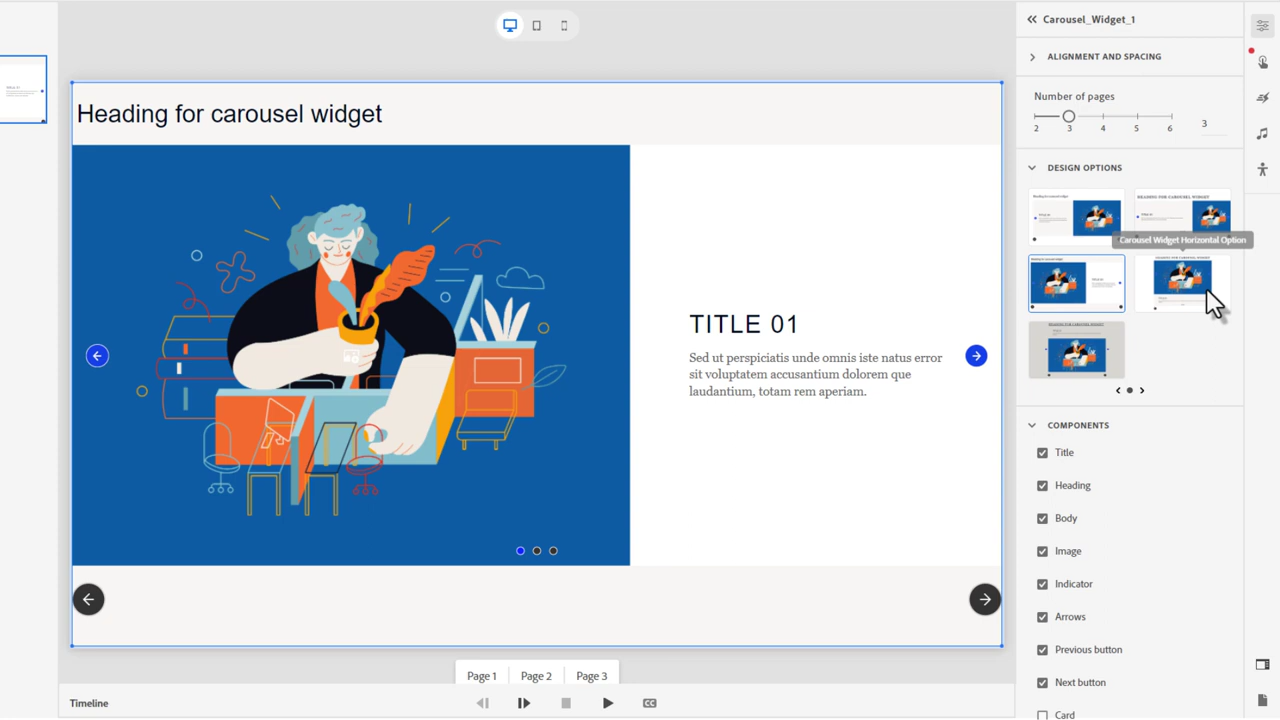 Carousel_Widget_1
ALIGNMENT AND SPACING
Number of pages
2 3 4 5 6 3
DESIGN OPTIONS
Carousel Widget Horizontal Option
COMPONENTS
Title
Heading
Body
Image
Indicator
Arrows
Previous button
Next button
Card
Heading for carousel widget
TITLE 01
Sed ut perspiciatis unde omnis iste natus error
sit voluptatem accusantium dolorem que
laudantium, totam rem aperiam.
Page 1 Page 2 Page 3
Timeline
CC